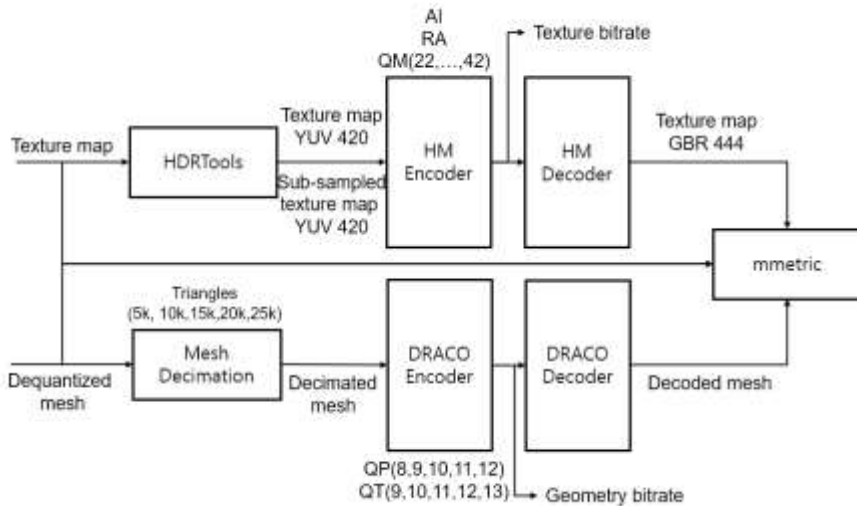 AI
RA
QM(22,...,42)
Texture bitrate
Texture map
HDRTools
Texture map
YUV 420
Sub-sampled
texture map
YUV 420
HM
Encoder
HM
Decoder
Texture map
GBR 444
mmetric
Triangles
(5k, 10k,15k,20k,25k)
Dequantized
mesh
Mesh
Decimation
Decimated
mesh
DRACO
Encoder
DRACO
Decoder
Decoded mesh
QP(8,9,10,11,12)
QT(9,10,11,12,13)
Geometry bitrate